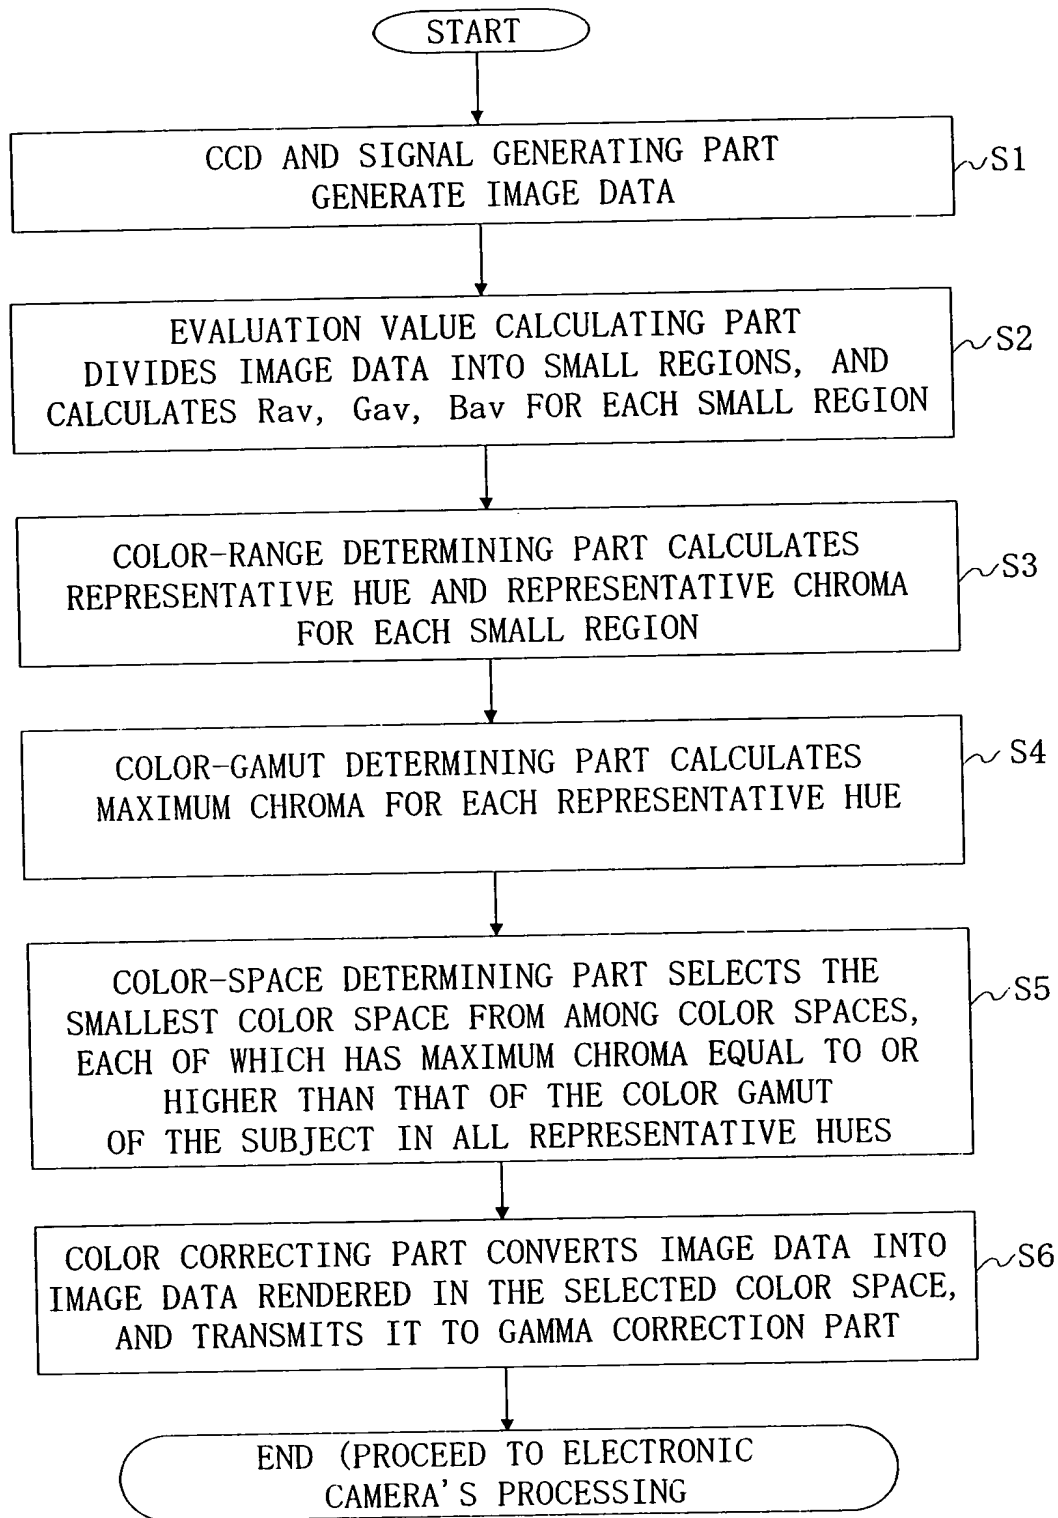 START
CCD AND SIGNAL GENERATING PART
GENERATE IMAGE DATA
S1
EVALUATION VALUE CALCULATING PART
DIVIDES IMAGE DATA INTO SMALL REGIONS, AND
CALCULATES Rav, Gav, Bav FOR EACH SMALL REGION
S2
COLOR-RANGE DETERMINING PART CALCULATES
REPRESENTATIVE HUE AND REPRESENTATIVE CHROMA
FOR EACH SMALL REGION
S3
COLOR-GAMUT DETERMINING PART CALCULATES
MAXIMUM CHROMA FOR EACH REPRESENTATIVE HUE
S4
COLOR-SPACE DETERMINING PART SELECTS THE
SMALLEST COLOR SPACE FROM AMONG COLOR SPACES,
EACH OF WHICH HAS MAXIMUM CHROMA EQUAL TO OR
HIGHER THAN THAT OF THE COLOR GAMUT
OF THE SUBJECT IN ALL REPRESENTATIVE HUES
S5
COLOR CORRECTING PART CONVERTS IMAGE DATA INTO
IMAGE DATA RENDERED IN THE SELECTED COLOR SPACE,
AND TRANSMITS IT TO GAMMA CORRECTION PART
S6
END (PROCEED TO ELECTRONIC
CAMERA'S PROCESSING